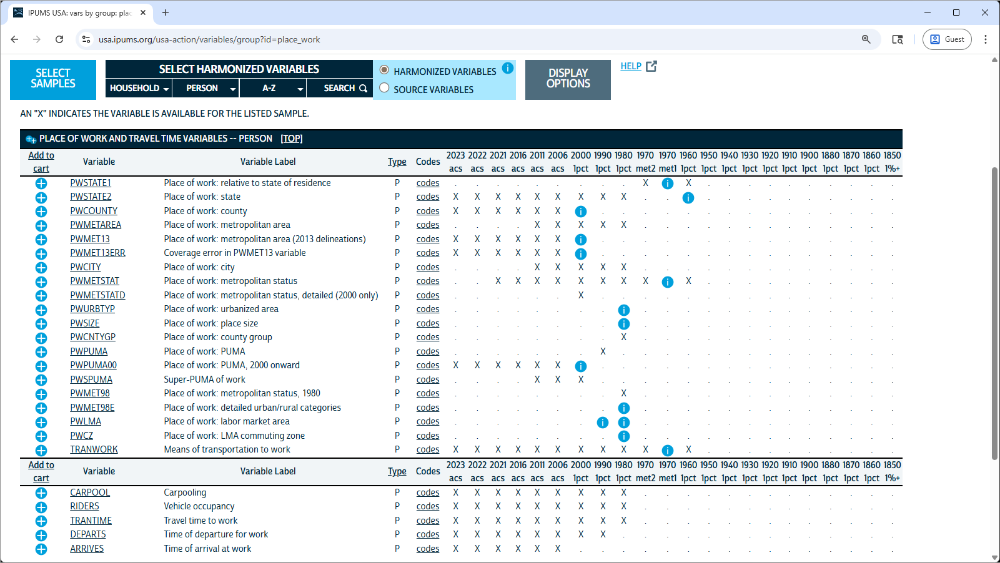 IPUMS USA: vars by group: plac
usa.ipums.org/usa-action/variables/group?id=place_work
Guest
SELECT SAMPLES
SELECT HARMONIZED VARIABLES
HOUSEHOLD PERSON A-Z SEARCH
HARMONIZED VARIABLES i
SOURCE VARIABLES
DISPLAY OPTIONS
HELP
AN "X" INDICATES THE VARIABLE IS AVAILABLE FOR THE LISTED SAMPLE.
PLACE OF WORK AND TRAVEL TIME VARIABLES -- PERSON [TOP]
Add to cart Variable Variable Label Type Codes 2023 acs 2022 acs 2021 acs 2016 acs 2011 acs 2006 acs 2000 1pct 1990 1pct 1980 1pct 1970 met2 1970 met1 1960 1pct 1950 1pct 1940 1pct 1930 1pct 1920 1pct 1910 1pct 1900 1pct 1880 1pct 1870 1pct 1860 1pct 1850 1%+
PWSTATE1 Place of work: relative to state of residence P codes . . . . . . . . . X i X . . . . . . . . . .
PWSTATE2 Place of work: state P codes X X X X X X X X X . . i . . . . . . . . . .
PWCOUNTY Place of work: county P codes X X X X X X i . . . . . . . . . . . . . . .
PWMETAREA Place of work: metropolitan area P codes . . . . X X X X X . . . . . . . . . . . . .
PWMET13 Place of work: metropolitan area (2013 delineations) P codes X X X X X X i . . . . . . . . . . . . . . .
PWMET13ERR Coverage error in PWMET13 variable P codes X X X X X X i . . . . . . . . . . . . . . .
PWCITY Place of work: city P codes . . . . X X X X X . . . . . . . . . . . . .
PWMETSTAT Place of work: metropolitan status P codes . . X X X X X X X X i X . . . . . . . . . .
PWMETSTATD Place of work: metropolitan status, detailed (2000 only) P codes . . . . . . X . . . . . . . . . . . . . . .
PWURBTYP Place of work: urbanized area P codes . . . . . . . . i . . . . . . . . . . . . .
PWSIZE Place of work: place size P codes . . . . . . . . i . . . . . . . . . . . . .
PWCNTYGP Place of work: county group P codes . . . . . . . . X . . . . . . . . . . . . .
PWPUMA Place of work: PUMA P codes . . . . . . . X . . . . . . . . . . . . . .
PWPUMA00 Place of work: PUMA, 2000 onward P codes X X X X X X i . . . . . . . . . . . . . . .
PWSPUMA Super-PUMA of work P codes . . . . X X X . . . . . . . . . . . . . . .
PWMET98 Place of work: metropolitan status, 1980 P codes . . . . . . . . X . . . . . . . . . . . . .
PWMET98E Place of work: detailed urban/rural categories P codes . . . . . . . . i . . . . . . . . . . . . .
PWLMA Place of work: labor market area P codes . . . . . . . i i . . . . . . . . . . . . .
PWCZ Place of work: LMA commuting zone P codes . . . . . . . . i . . . . . . . . . . . . .
TRANWORK Means of transportation to work P codes X X X X X X X X X X i X . . . . . . . . . .
Add to cart Variable Variable Label Type Codes 2023 acs 2022 acs 2021 acs 2016 acs 2011 acs 2006 acs 2000 1pct 1990 1pct 1980 1pct 1970 met2 1970 met1 1960 1pct 1950 1pct 1940 1pct 1930 1pct 1920 1pct 1910 1pct 1900 1pct 1880 1pct 1870 1pct 1860 1pct 1850 1%+
CARPOOL Carpooling P codes X X X X X X X X X . . . . . . . . . . . . .
RIDERS Vehicle occupancy P codes X X X X X X X X X . . . . . . . . . . . . .
TRANTIME Travel time to work P codes X X X X X X X X X . . . . . . . . . . . . .
DEPARTS Time of departure for work P codes X X X X X X X X . . . . . . . . . . . . . .
ARRIVES Time of arrival at work P codes X X X X X X . . . . . . . . . . . . . . . .